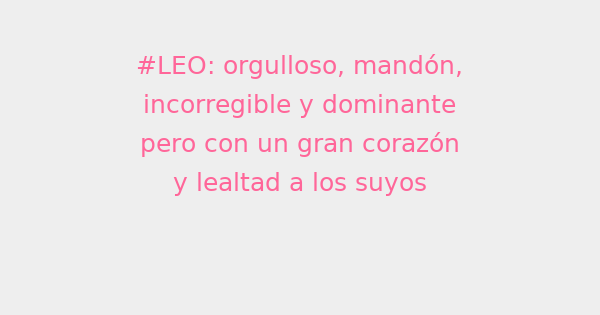 #LEO: orgulloso, mandón,
incorregible y dominante
pero con un gran corazón
y lealtad a los suyos